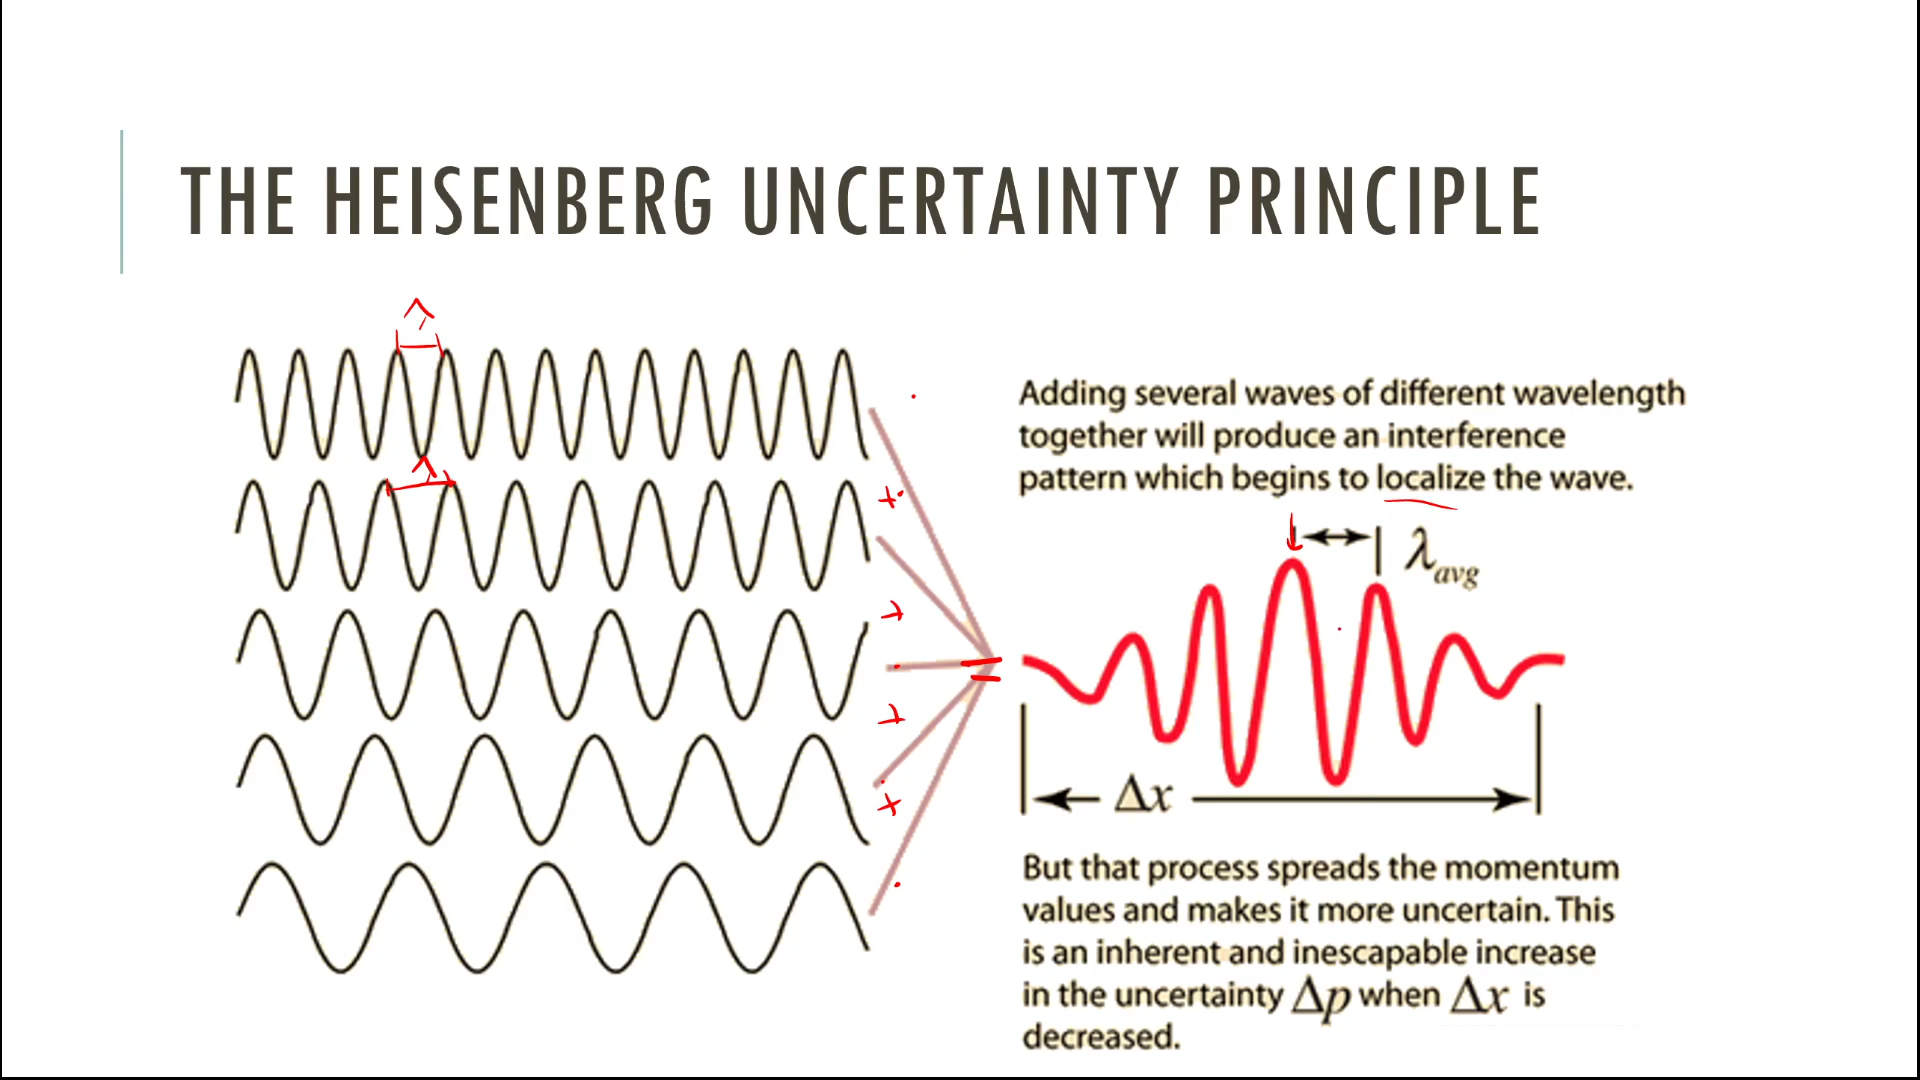 THE HEISENBERG UNCERTAINTY PRINCIPLE
λ
λ
+
+
+
+
=
Adding several waves of different wavelength
together will produce an interference
pattern which begins to localize the wave.
λavg
Δx
But that process spreads the momentum
values and makes it more uncertain. This
is an inherent and inescapable increase
in the uncertainty Δp when Δx is
decreased.